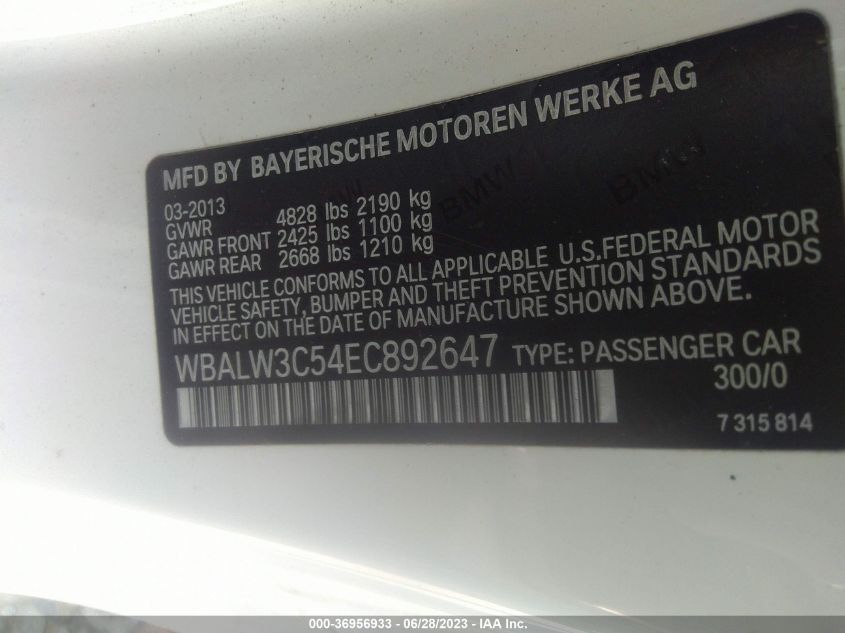 MFD BY BAYERISCHE MOTOREN WERKE AG
03-2013
GVWR 4828 lbs 2190 kg
GAWR FRONT 2425 lbs 1100 kg
GAWR REAR 2668 lbs 1210 kg
THIS VEHICLE CONFORMS TO ALL APPLICABLE U.S.FEDERAL MOTOR
VEHICLE SAFETY, BUMPER AND THEFT PREVENTION STANDARDS
IN EFFECT ON THE DATE OF MANUFACTURE SHOWN ABOVE.
WBALW3C54EC892647 TYPE: PASSENGER CAR
300/0
7 315 814
BMW BMW BMW
000-36956933 - 06/28/2023 - IAA Inc.